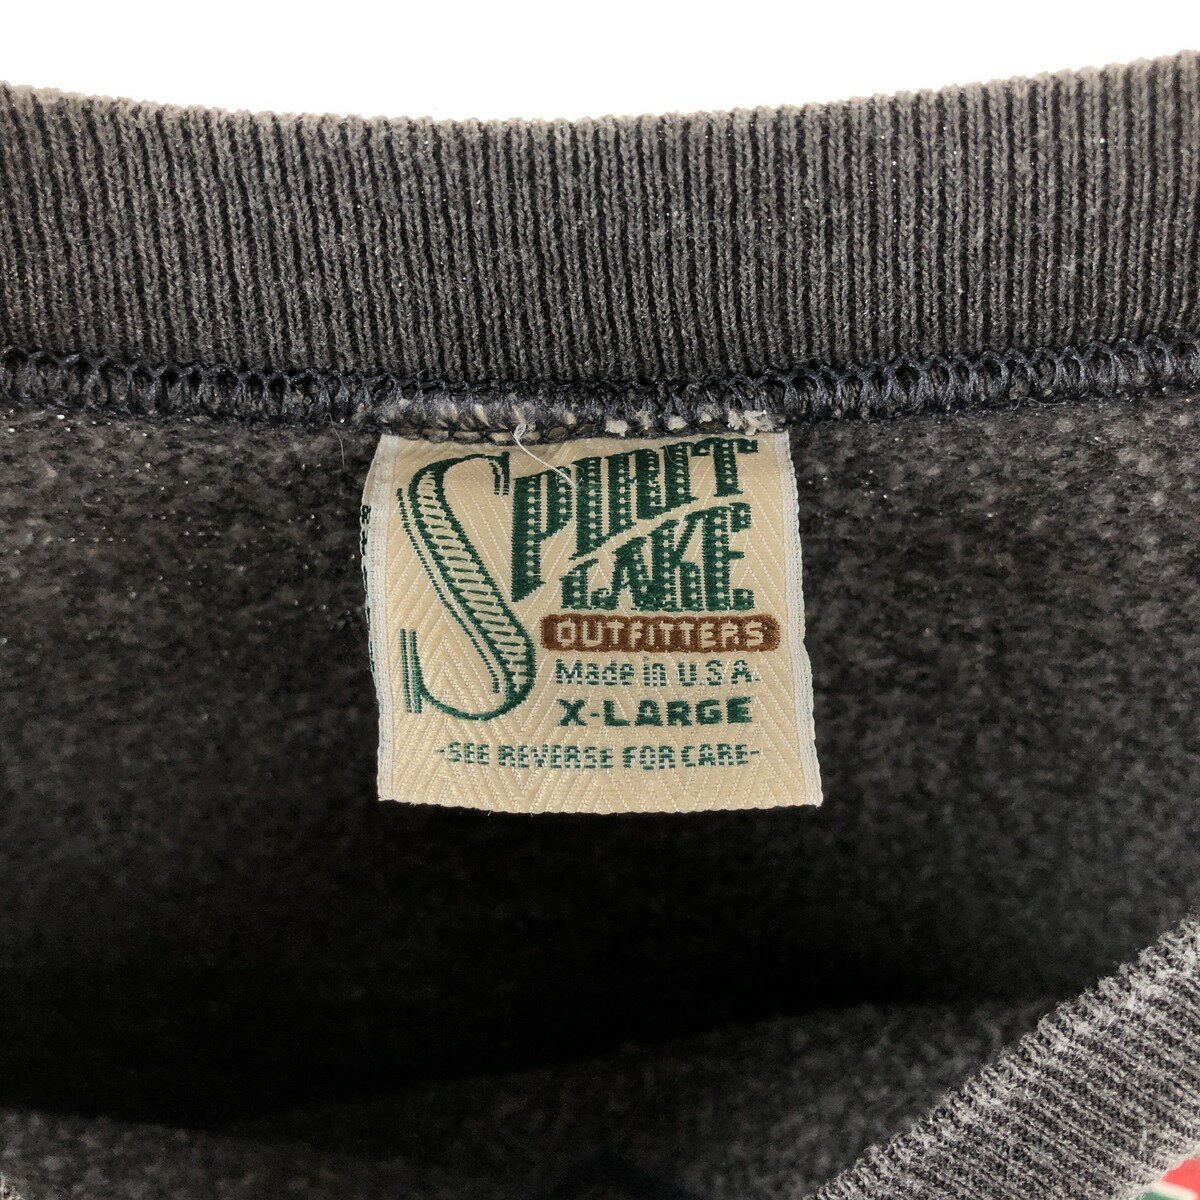 SPIRIT
LAKE
OUTFITTERS
Made in U.S.A.
X-LARGE
-SEE REVERSE FOR CARE-